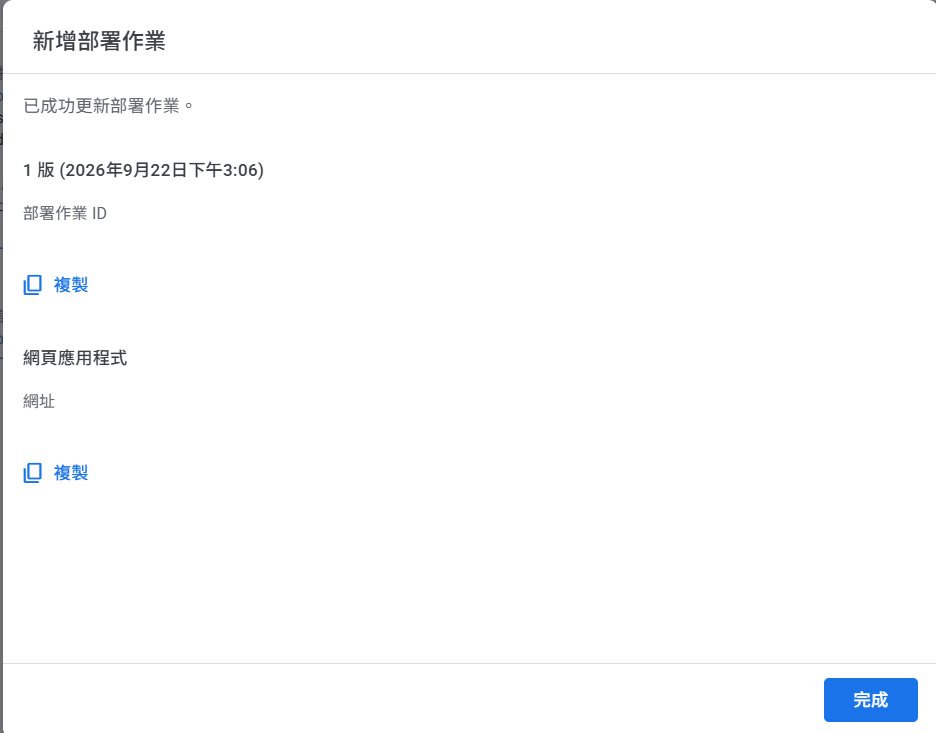 新增部署作業
已成功更新部署作業。
1 版 (2026年9月22日下午3:06)
部署作業 ID
複製
網頁應用程式
網址
複製
完成